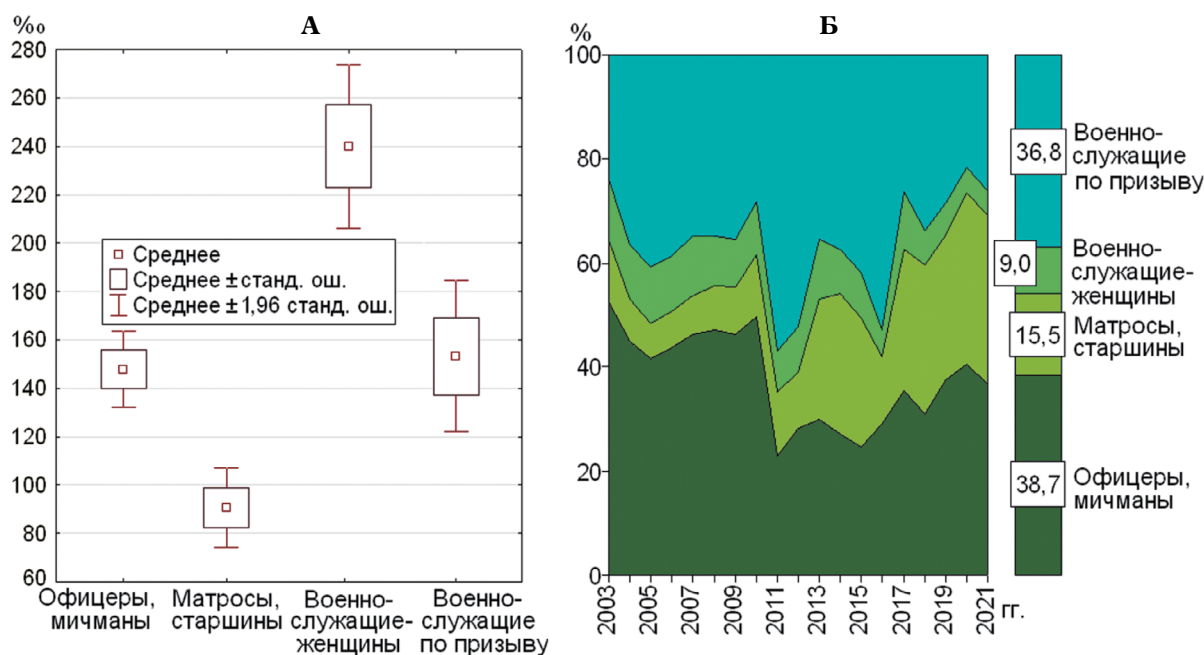 ‰
А
280
260
240
220
200
180
160
140
120
100
80
60
Среднее
Среднее ± станд. ош.
Среднее ± 1,96 станд. ош.
Офицеры,
мичманы
Матросы,
старшины
Военно-
служащие-
женщины
Военно-
служащие
по призыву
%
Б
100
80
60
40
20
0
2003
2005
2007
2009
2011
2013
2015
2017
2019
2021
гг.
36,8
Военно-
служащие
по призыву
9,0
Военно-
служащие-
женщины
15,5
Матросы,
старшины
38,7
Офицеры,
мичманы